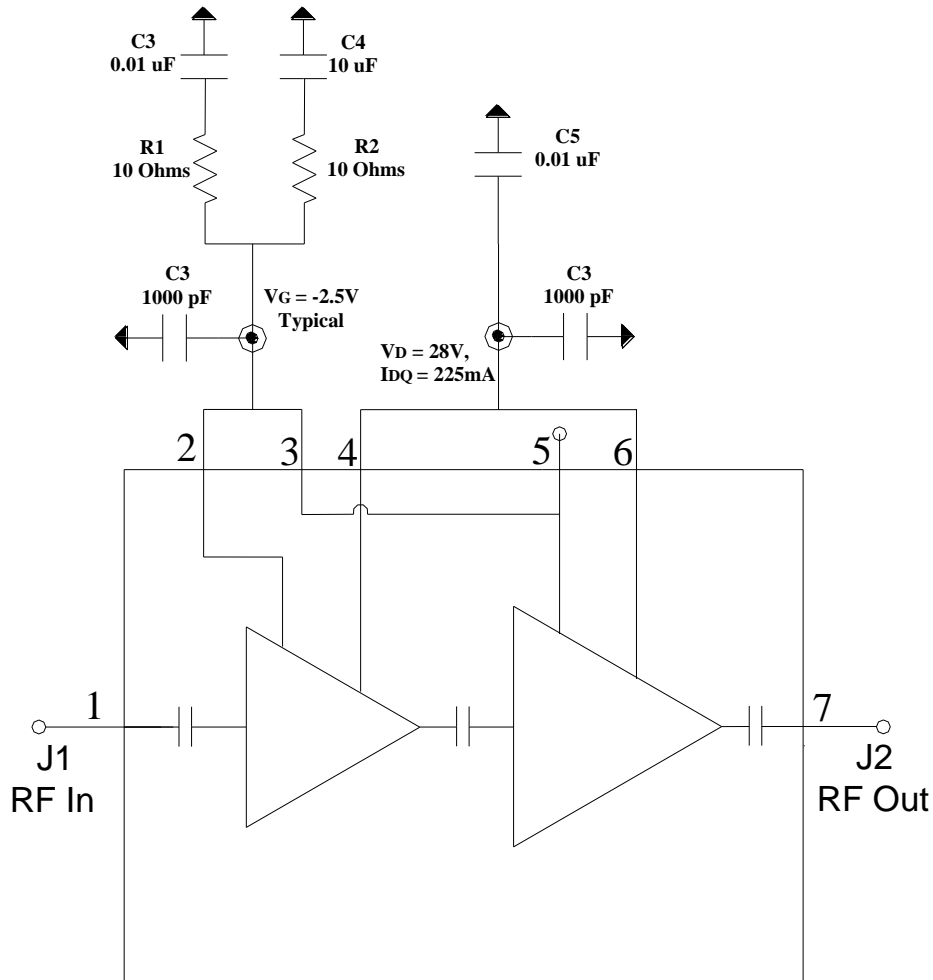 C3
0.01 uF
C4
10 uF
R1
10 Ohms
R2
10 Ohms
C5
0.01 uF
C3
1000 pF
VG = -2.5V
Typical
C3
1000 pF
VD = 28V,
IDQ = 225mA
2
3
4
5
6
1
7
J1
RF In
J2
RF Out